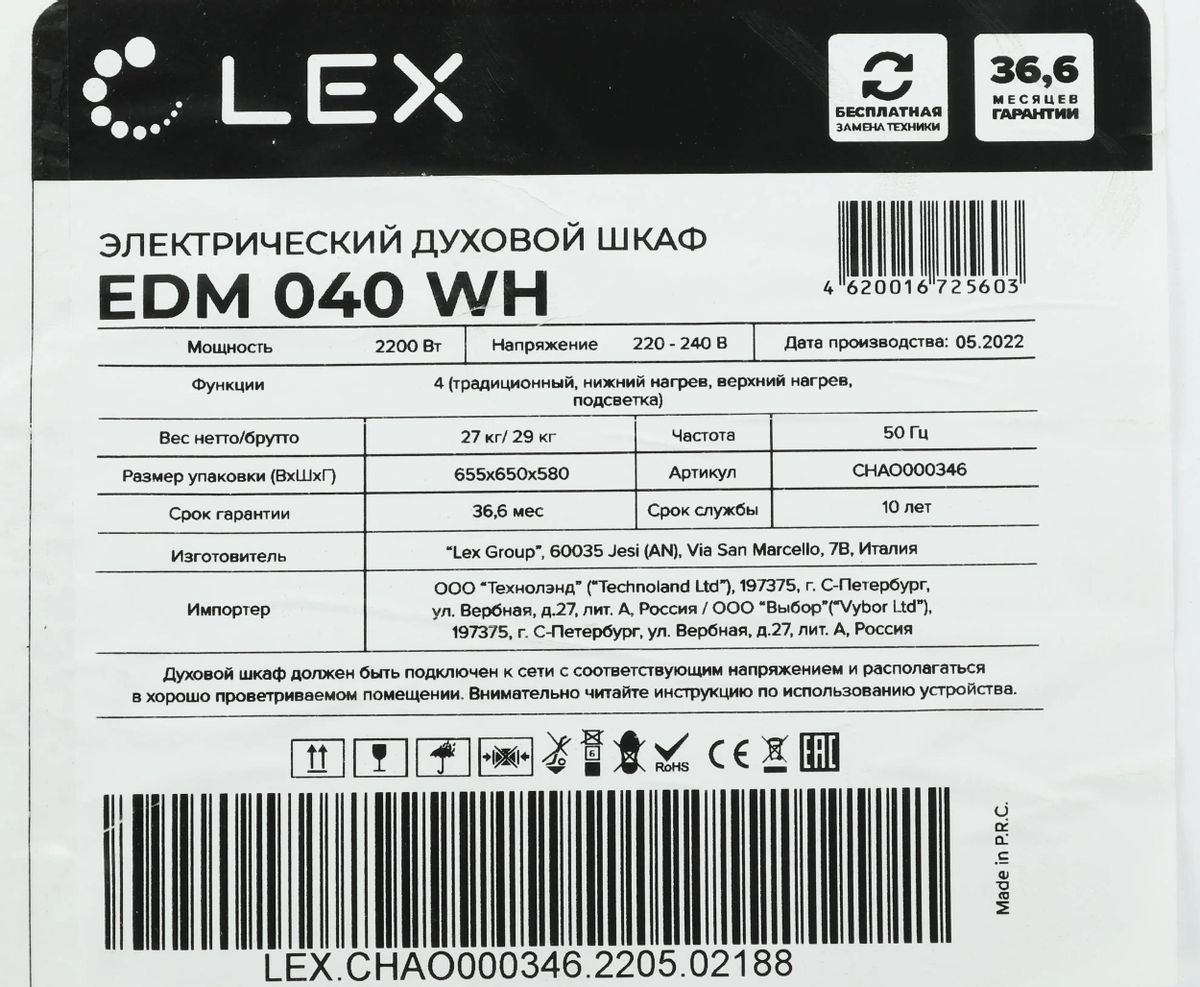 LEX
БЕСПЛАТНАЯ
ЗАМЕНА ТЕХНИКИ
36,6
МЕСЯЦЕВ
ГАРАНТИИ
ЭЛЕКТРИЧЕСКИЙ ДУХОВОЙ ШКАФ
EDM 040 WH
4 620016 725603
Мощность 2200 Вт Напряжение 220 - 240 В Дата производства: 05.2022
Функции 4 (традиционный, нижний нагрев, верхний нагрев,
подсветка)
Вес нетто/брутто 27 кг/ 29 кг Частота 50 Гц
Размер упаковки (ВхШхГ) 655x650x580 Артикул CHAO000346
Срок гарантии 36,6 мес Срок службы 10 лет
Изготовитель "Lex Group", 60035 Jesi (AN), Via San Marcello, 7B, Италия
Импортер ООО "Технолэнд" ("Technoland Ltd"), 197375, г. С-Петербург,
ул. Вербная, д.27, лит. А, Россия / ООО "Выбор"("Vybor Ltd"),
197375, г. С-Петербург, ул. Вербная, д.27, лит. А, Россия
Духовой шкаф должен быть подключен к сети с соответствующим напряжением и располагаться
в хорошо проветриваемом помещении. Внимательно читайте инструкцию по использованию устройства.
6 RoHS CE EAC
Made in P.R.C.
LEX.CHAO000346.2205.02188